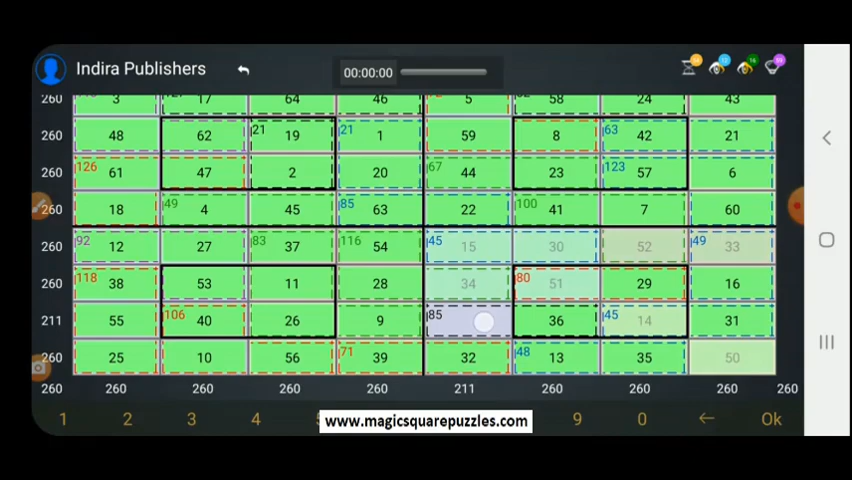 Indira Publishers
00:00:00
260 3 17 64 46 5 58 24 43
260 48 62 21 19 21 1 59 8 63 42 21
260 126 61 47 2 20 67 44 23 123 57 6
260 18 49 4 45 85 63 22 100 41 7 60
260 92 12 27 83 37 116 54 45 15 30 52 49 33
260 118 38 53 11 28 34 80 51 29 16
211 55 106 40 26 9 85 36 45 14 31
260 25 10 56 71 39 32 48 13 35 50
260 260 260 260 211 260 260 260 260
1 2 3 4 9 0 ← Ok
www.magicsquarepuzzles.com